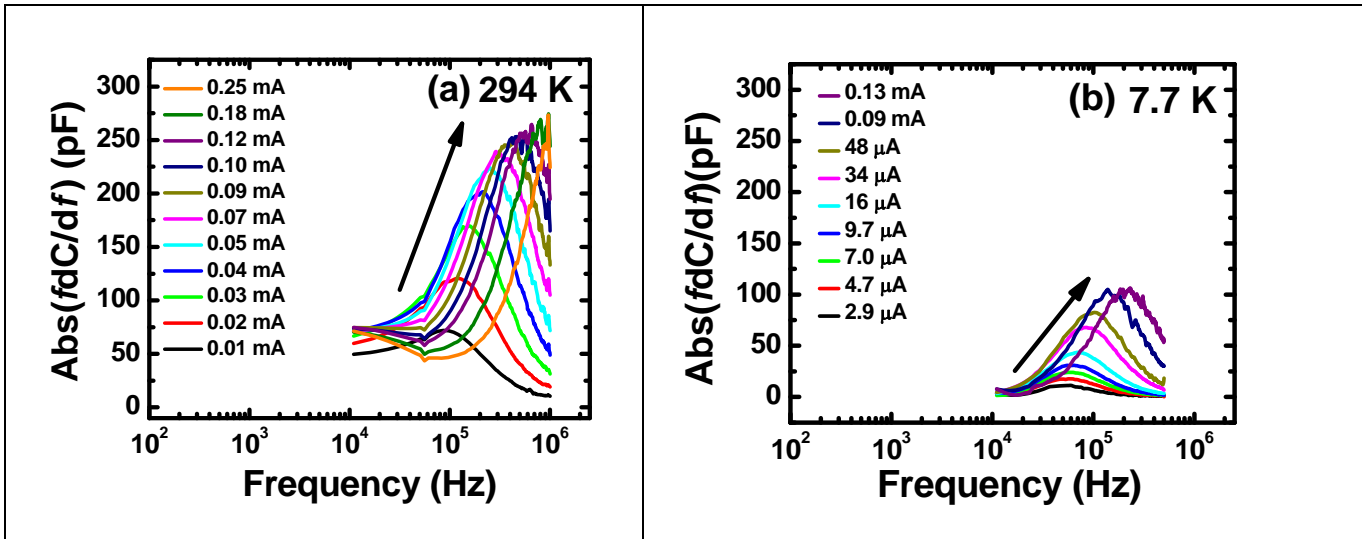 (a) 294 K
Abs(fdC/df) (pF)
300
250
200
150
100
50
0
0.25 mA
0.18 mA
0.12 mA
0.10 mA
0.09 mA
0.07 mA
0.05 mA
0.04 mA
0.03 mA
0.02 mA
0.01 mA
10² 10³ 10⁴ 10⁵ 10⁶
Frequency (Hz)
(b) 7.7 K
Abs(fdC/df)(pF)
300
250
200
150
100
50
0
0.13 mA
0.09 mA
48 μA
34 μA
16 μA
9.7 μA
7.0 μA
4.7 μA
2.9 μA
10² 10³ 10⁴ 10⁵ 10⁶
Frequency (Hz)